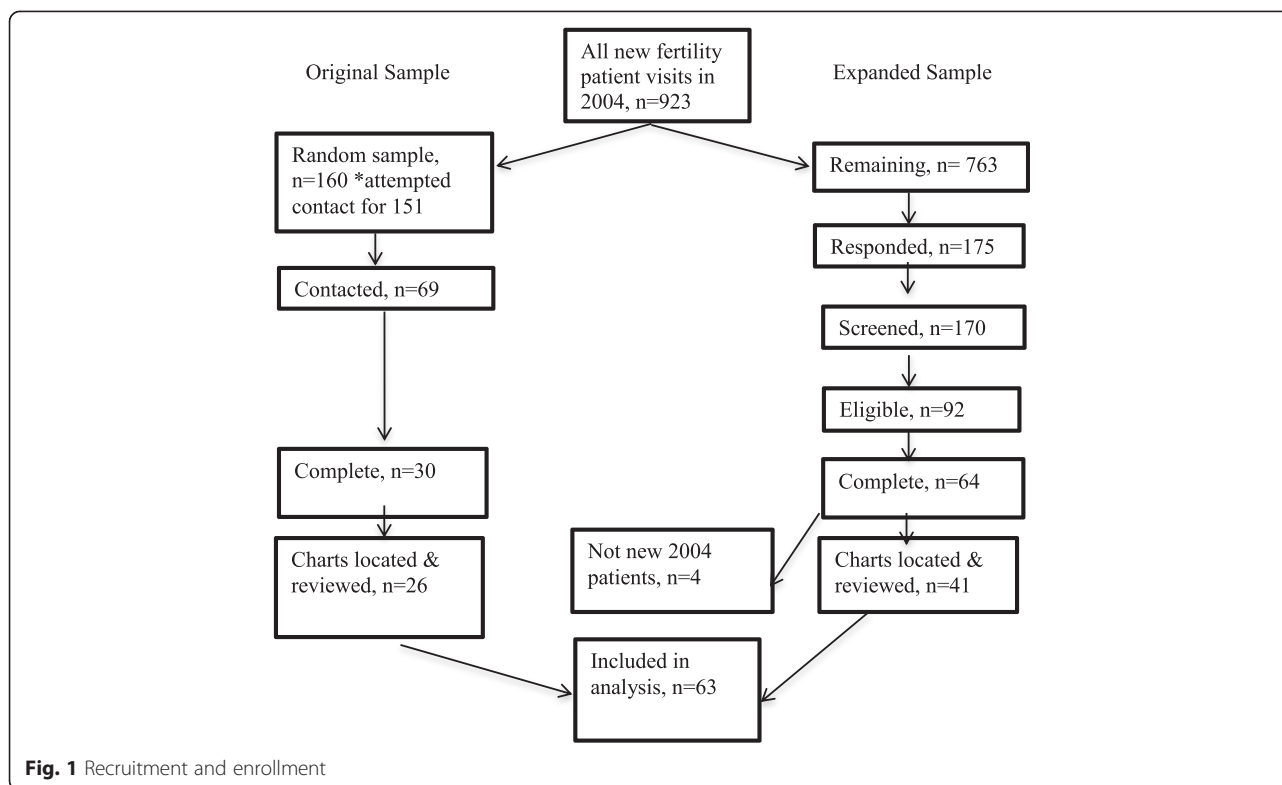 All new fertility
patient visits in
2004, n=923
Original Sample
Expanded Sample
Random sample,
n=160 *attempted
contact for 151
Remaining, n= 763
Responded, n=175
Contacted, n=69
Screened, n=170
Eligible, n=92
Complete, n=30
Complete, n=64
Not new 2004
patients, n=4
Charts located &
reviewed, n=26
Charts located &
reviewed, n=41
Included in
analysis, n=63
Fig. 1 Recruitment and enrollment